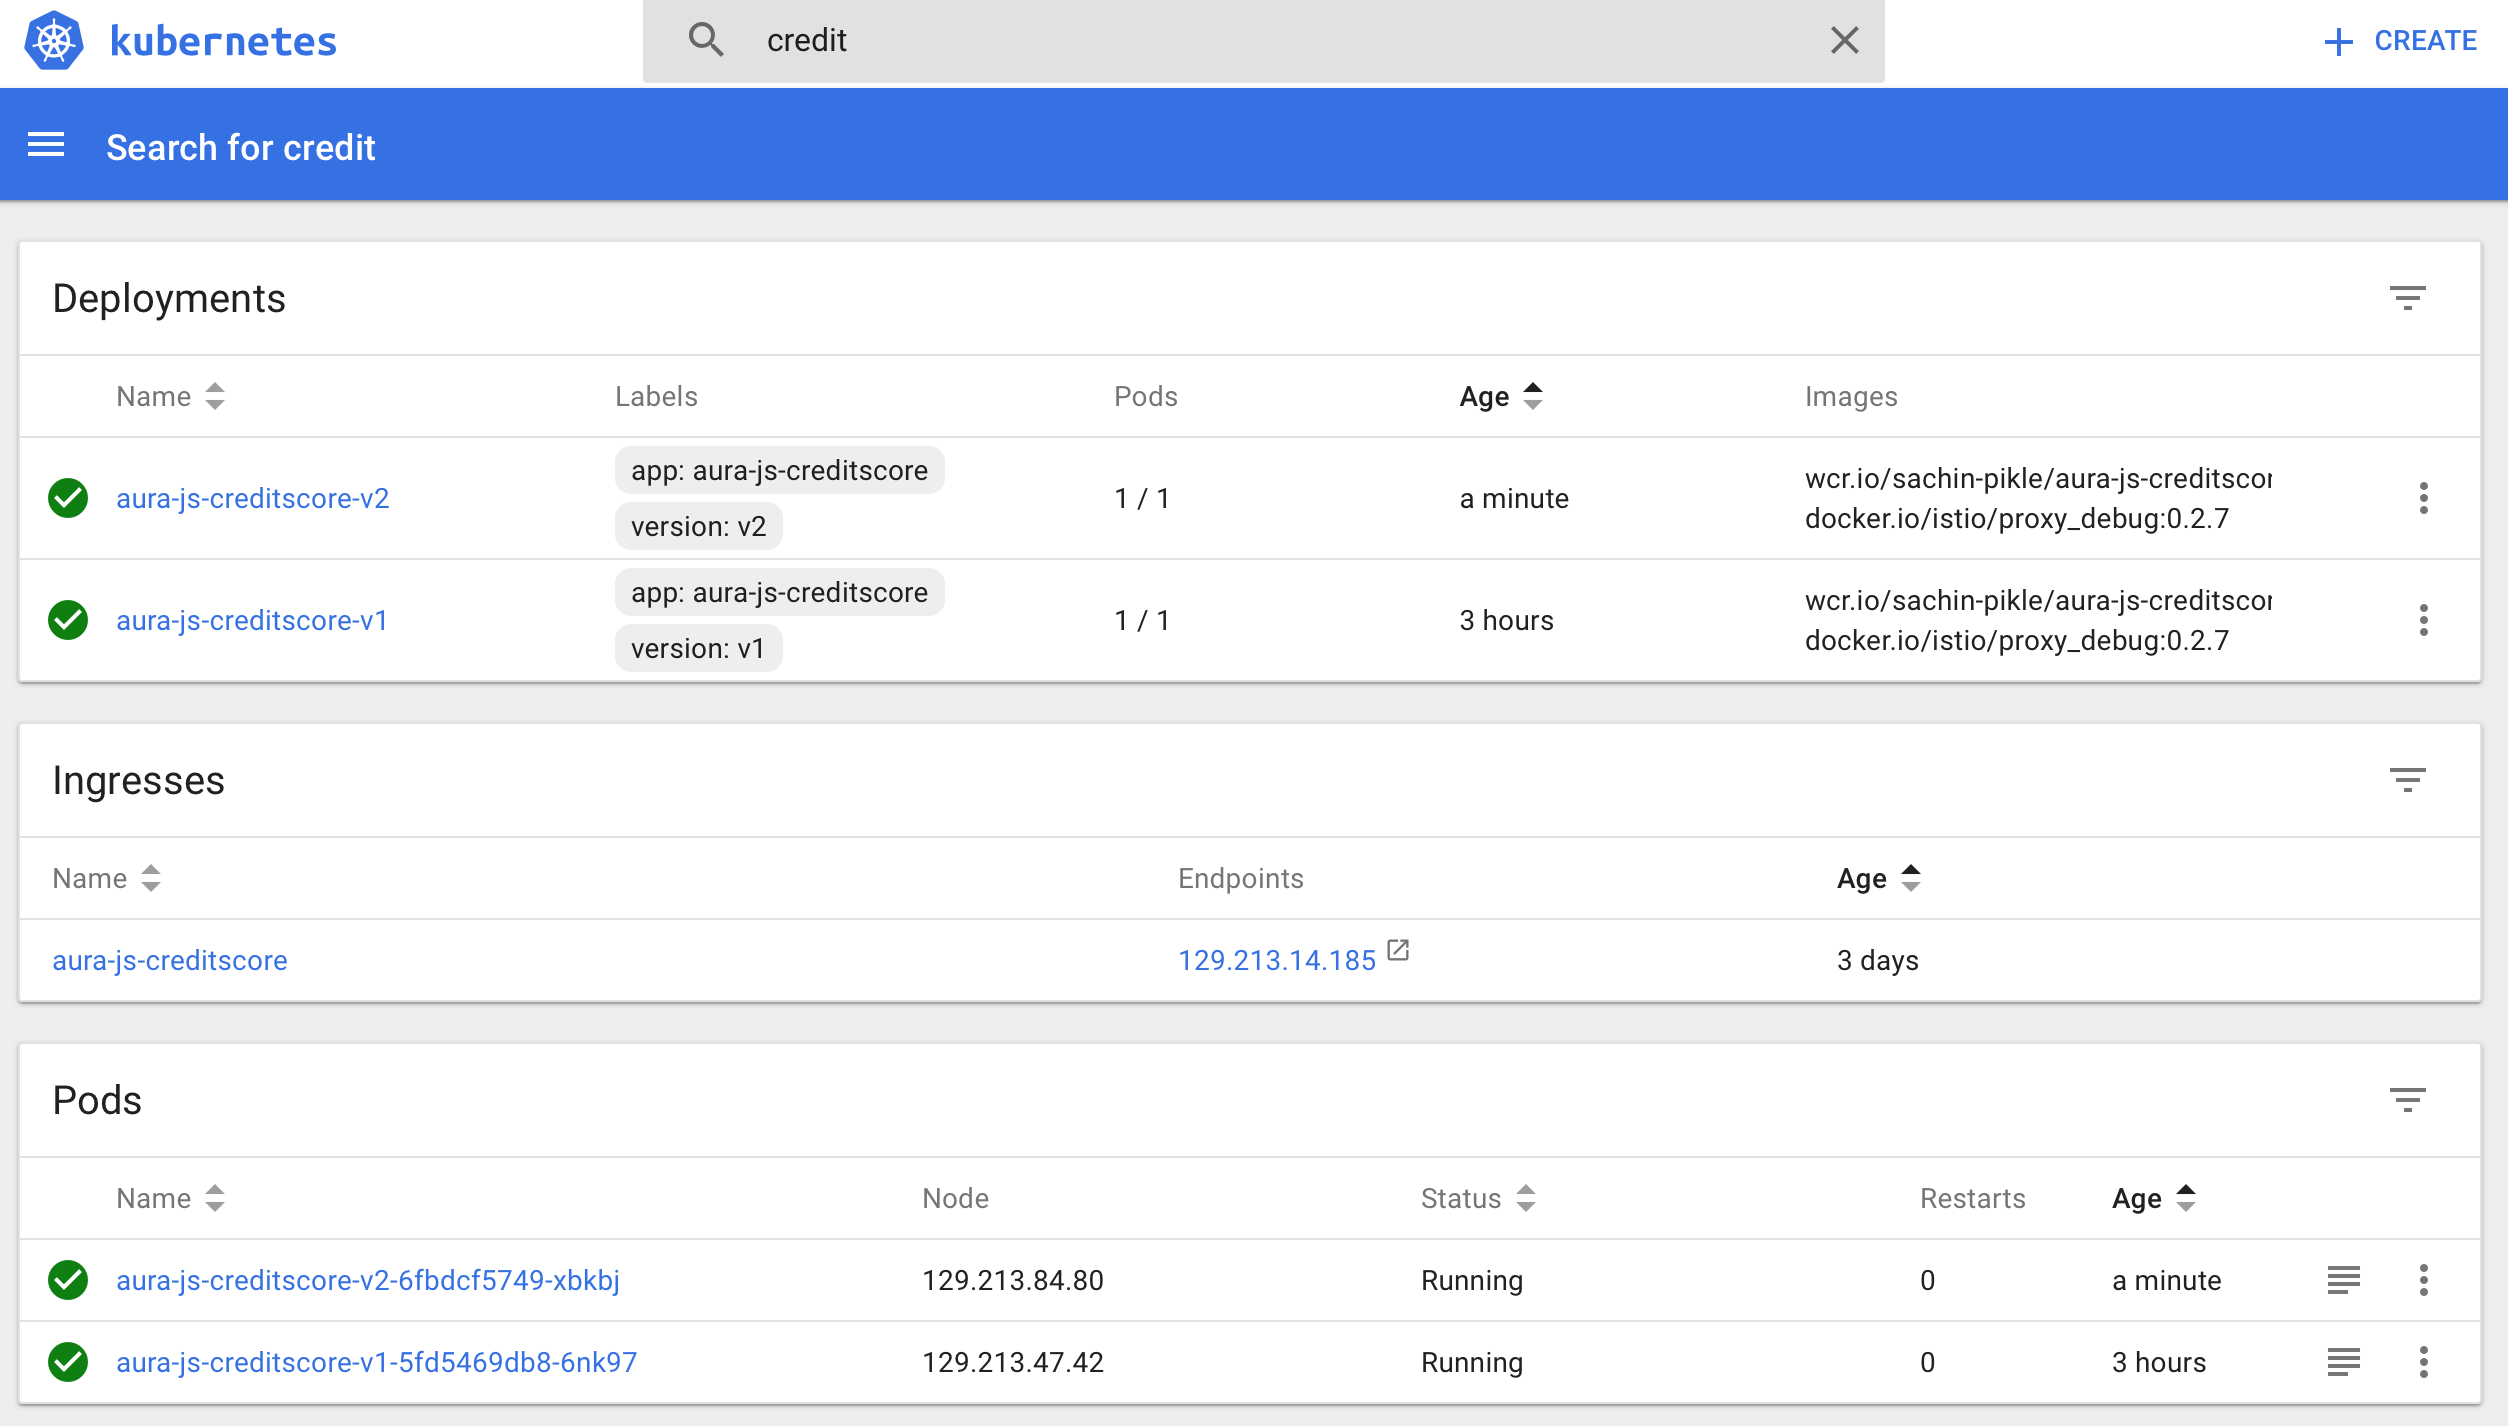 kubernetes
credit
CREATE
Search for credit
Deployments
Name Labels Pods Age Images
aura-js-creditscore-v2
app: aura-js-creditscore
version: v2
1 / 1
a minute
wcr.io/sachin-pikle/aura-js-creditscor
docker.io/istio/proxy_debug:0.2.7
aura-js-creditscore-v1
app: aura-js-creditscore
version: v1
1 / 1
3 hours
wcr.io/sachin-pikle/aura-js-creditscor
docker.io/istio/proxy_debug:0.2.7
Ingresses
Name Endpoints Age
aura-js-creditscore 129.213.14.185 3 days
Pods
Name Node Status Restarts Age
aura-js-creditscore-v2-6fbdcf5749-xbkbj 129.213.84.80 Running 0 a minute
aura-js-creditscore-v1-5fd5469db8-6nk97 129.213.47.42 Running 0 3 hours